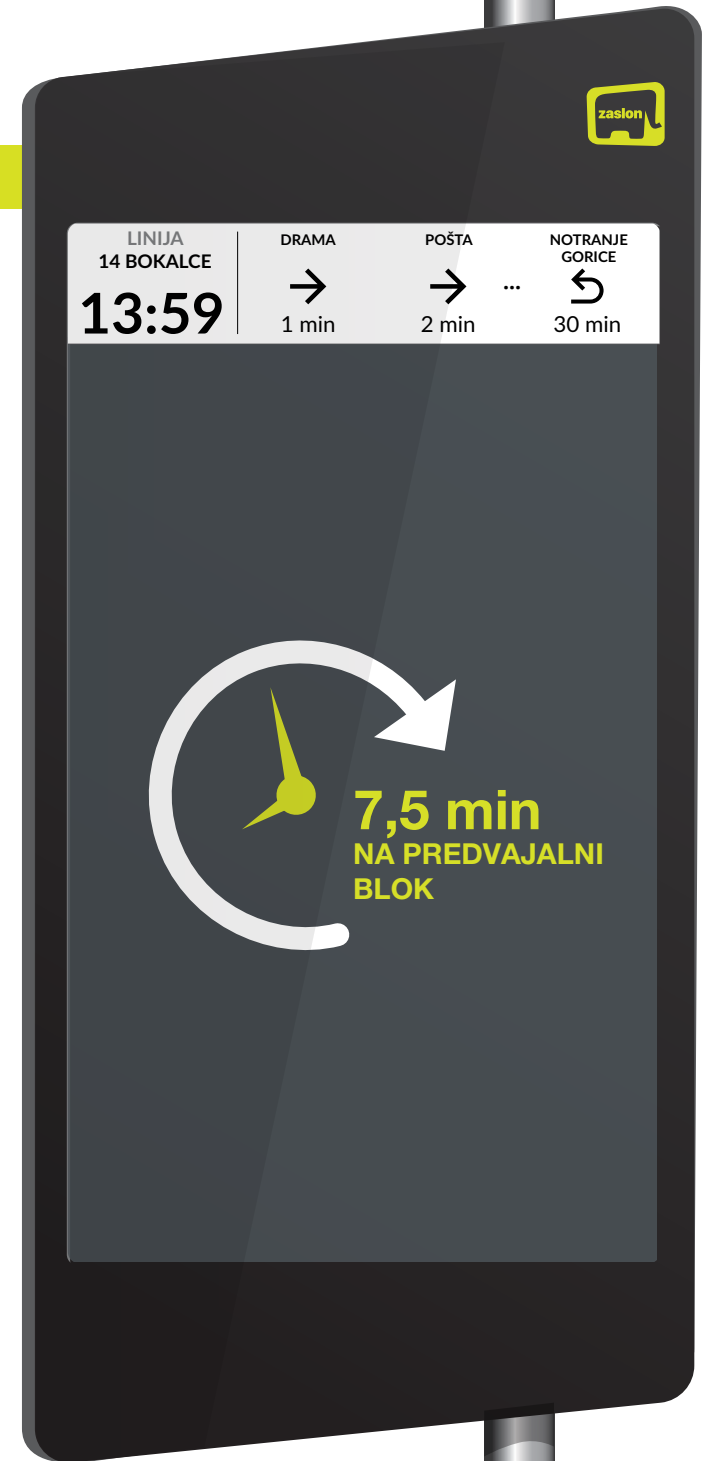 zaslon
LINIJA
14 BOKALCE
13:59
DRAMA
1 min
POŠTA
2 min
...
NOTRANJE
GORICE
30 min
7,5 min
NA PREDVAJALNI
BLOK